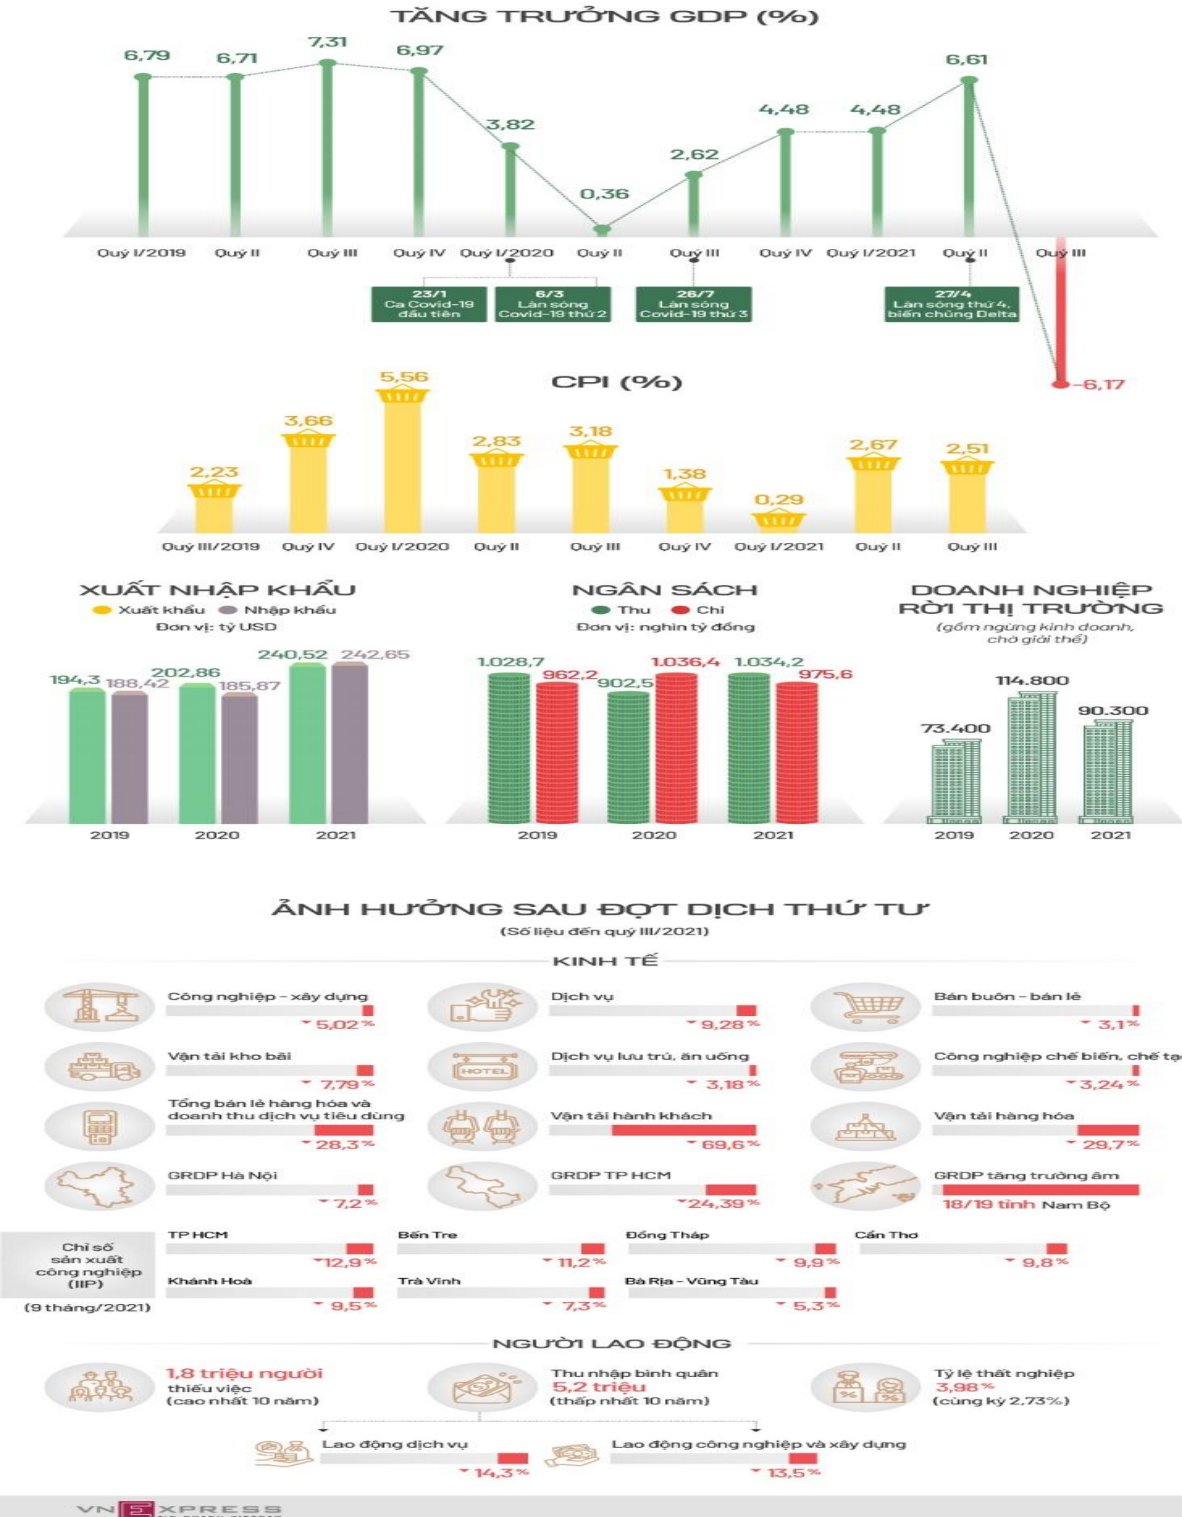 TĂNG TRƯỞNG GDP (%)
6,79
6,71
7,31
6,97
3,82
0,36
2,62
4,48
4,48
6,61
-6,17
Quý I/2019
Quý II
Quý III
Quý IV
Quý I/2020
Quý II
Quý III
Quý IV
Quý I/2021
Quý II
Quý III
23/1
Ca Covid-19
đầu tiên
6/3
Làn sóng
Covid-19 thứ 2
26/7
Làn sóng
Covid-19 thứ 3
27/4
Làn sóng thứ 4,
biến chủng Delta
CPI (%)
2,23
3,66
5,56
2,83
3,18
1,38
0,29
2,67
2,51
Quý III/2019
Quý IV
Quý I/2020
Quý II
Quý III
Quý IV
Quý I/2021
Quý II
Quý III
XUẤT NHẬP KHẨU
Xuất khẩu
Nhập khẩu
Đơn vị: tỷ USD
194,3
188,42
202,86
185,87
240,52
242,65
2019
2020
2021
NGÂN SÁCH
Thu
Chi
Đơn vị: nghìn tỷ đồng
1.028,7
962,2
902,5
1.036,4
1.034,2
975,6
2019
2020
2021
DOANH NGHIỆP
RỜI THỊ TRƯỜNG
(gồm ngừng kinh doanh,
chờ giải thể)
73.400
114.800
90.300
2019
2020
2021
ẢNH HƯỞNG SAU ĐỢT DỊCH THỨ TƯ
(Số liệu đến quý III/2021)
KINH TẾ
Công nghiệp - xây dựng
5,02%
Dịch vụ
9,28%
Bán buôn - bán lẻ
3,1%
Vận tải kho bãi
7,79%
HOTEL
Dịch vụ lưu trú, ăn uống
3,18%
Công nghiệp chế biến, chế tạ
3,24%
Tổng bán lẻ hàng hóa và
doanh thu dịch vụ tiêu dùng
28,3%
Vận tải hành khách
69,6%
Vận tải hàng hóa
29,7%
GRDP Hà Nội
7,2%
GRDP TP HCM
24,39%
GRDP tăng trưởng âm
18/19 tỉnh Nam Bộ
Chỉ số
sản xuất
công nghiệp
(IIP)
(9 tháng/2021)
TP HCM
12,9%
Bến Tre
11,2%
Đồng Tháp
9,9%
Cần Thơ
9,8%
Khánh Hoà
9,5%
Trà Vinh
7,3%
Bà Rịa - Vũng Tàu
5,3%
NGƯỜI LAO ĐỘNG
1,8 triệu người
thiếu việc
(cao nhất 10 năm)
Thu nhập bình quân
5,2 triệu
(thấp nhất 10 năm)
%
%
Tỷ lệ thất nghiệp
3,98%
(cùng kỳ 2,73%)
Lao động dịch vụ
14,3%
Lao động công nghiệp và xây dựng
13,5%
VNEXPRESS